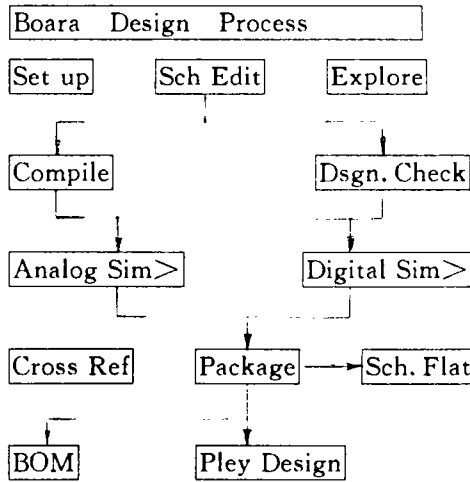 Boara Design Process
Set up Sch Edit Explore
Compile Dsgn. Check
Analog Sim> Digital Sim>
Cross Ref Package Sch. Flat
BOM Pley Design